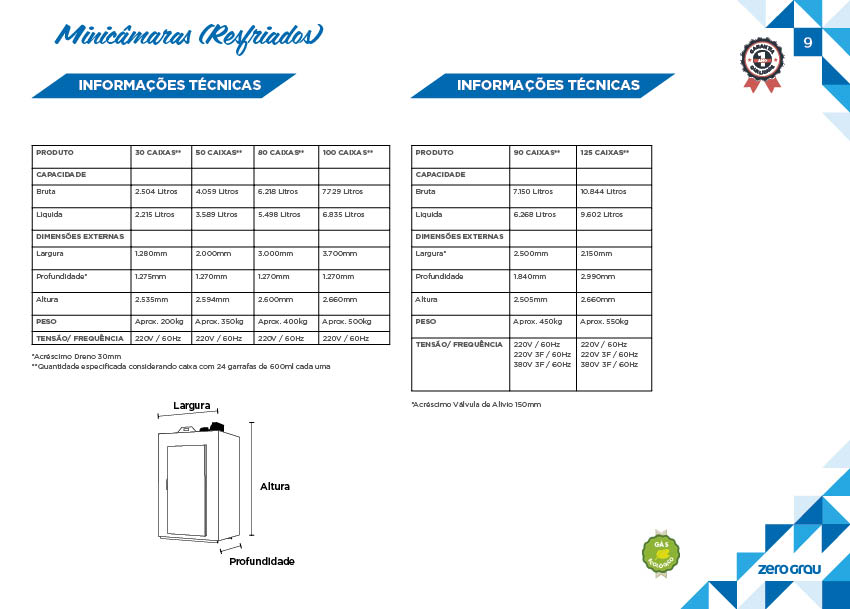 Minicâmaras (Resfriados)
9
GARANTIA
1
ANO
INFORMAÇÕES TÉCNICAS
PRODUTO 30 CAIXAS** 50 CAIXAS** 80 CAIXAS** 100 CAIXAS**
CAPACIDADE
Bruta 2.504 Litros 4.059 Litros 6.218 Litros 7.729 Litros
Liquida 2.215 Litros 3.589 Litros 5.498 Litros 6.835 Litros
DIMENSÕES EXTERNAS
Largura 1.280mm 2.000mm 3.000mm 3.700mm
Profundidade* 1.275mm 1.270mm 1.270mm 1.270mm
Altura 2.535mm 2.594mm 2.600mm 2.660mm
PESO Aprox. 200kg Aprox. 350kg Aprox. 400kg Aprox. 500kg
TENSÃO/ FREQUÊNCIA 220V / 60Hz 220V / 60Hz 220V / 60Hz 220V / 60Hz
*Acréscimo Dreno 30mm
**Quantidade especificada considerando caixa com 24 garrafas de 600ml cada uma
Largura
Altura
Profundidade
INFORMAÇÕES TÉCNICAS
PRODUTO 90 CAIXAS** 125 CAIXAS**
CAPACIDADE
Bruta 7.150 Litros 10.844 Litros
Liquida 6.268 Litros 9.602 Litros
DIMENSÕES EXTERNAS
Largura* 2.500mm 2.150mm
Profundidade 1.840mm 2.990mm
Altura 2.505mm 2.660mm
PESO Aprox. 450kg Aprox. 550kg
TENSÃO/ FREQUÊNCIA 220V / 60Hz 220V / 60Hz
220V 3F / 60Hz 220V 3F / 60Hz
380V 3F / 60Hz 380V 3F / 60Hz
*Acréscimo Válvula de Alívio 150mm
GÁS
ECOLÓGICO
zero grau